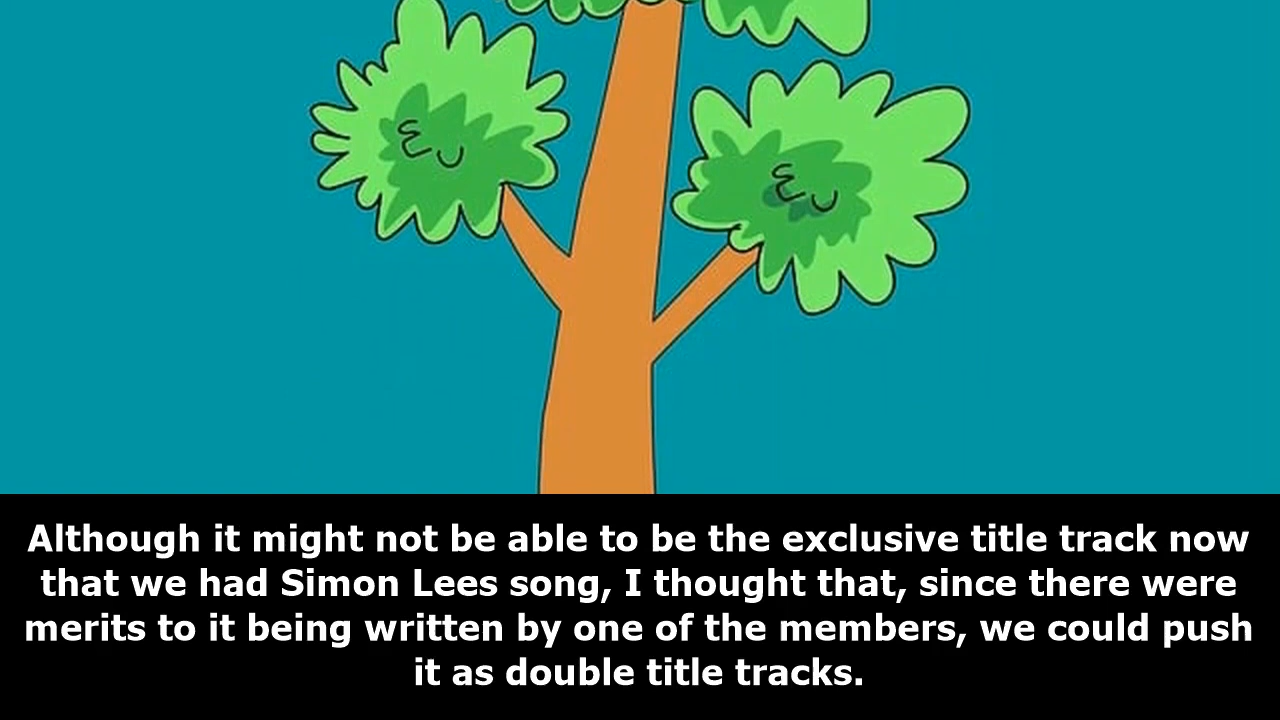 Although it might not be able to be the exclusive title track now
that we had Simon Lees song, I thought that, since there were
merits to it being written by one of the members, we could push
it as double title tracks.